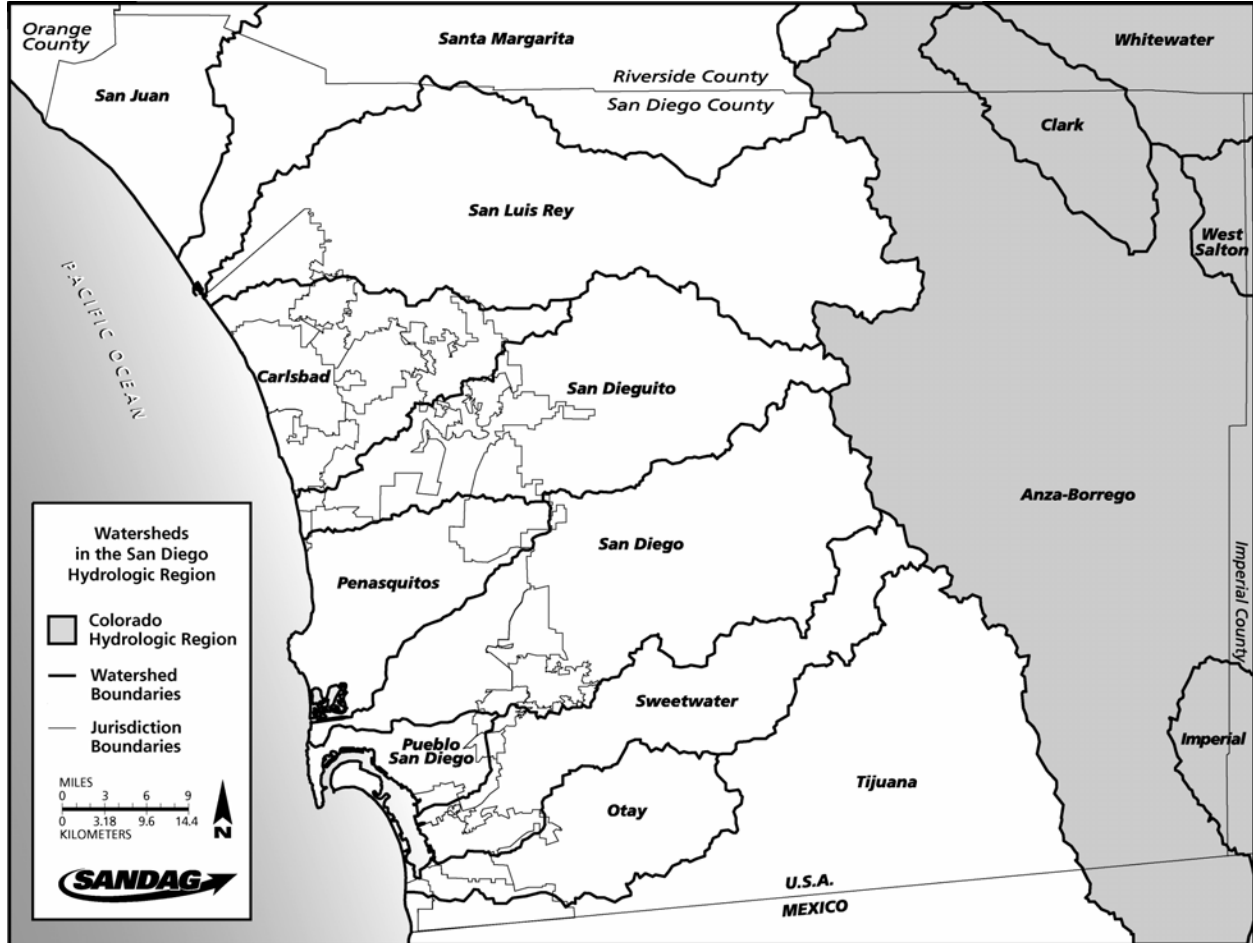 Orange
County
Santa Margarita
Whitewater
Riverside County
San Diego County
San Juan
Clark
San Luis Rey
West
Salton
PACIFIC OCEAN
Carlsbad
San Dieguito
Anza-Borrego
San Diego
Imperial County
Penasquitos
Sweetwater
Pueblo
San Diego
Imperial
Tijuana
Otay
U.S.A.
MEXICO
Watersheds
in the San Diego
Hydrologic Region
Colorado
Hydrologic Region
Watershed
Boundaries
Jurisdiction
Boundaries
MILES
0 3 6 9
0 3.18 9.6 14.4
KILOMETERS
N
SANDAG